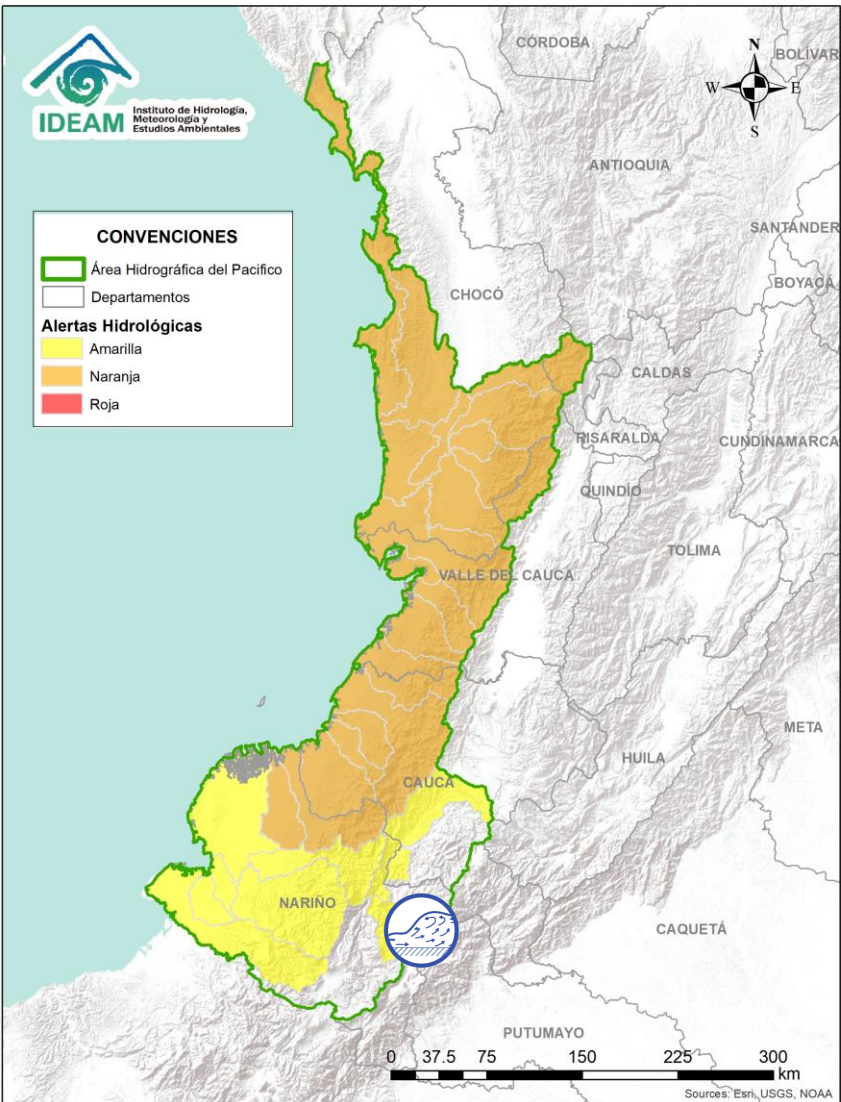 IDEAM
Instituto de Hidrología,
Meteorología y
Estudios Ambientales
N
W
E
S
CÓRDOBA
BOLÍVAR
ANTIOQUIA
SANTANDER
BOYACÁ
CHOCÓ
CALDAS
RISARALDA
CUNDINAMARCA
QUINDÍO
TOLIMA
VALLE DEL CAUCA
META
HUILA
CAUCA
NARIÑO
CAQUETÁ
PUTUMAYO
CONVENCIONES
Área Hidrográfica del Pacifico
Departamentos
Alertas Hidrológicas
Amarilla
Naranja
Roja
0 37.5 75 150 225 300
km
Sources: Esri, USGS, NOAA